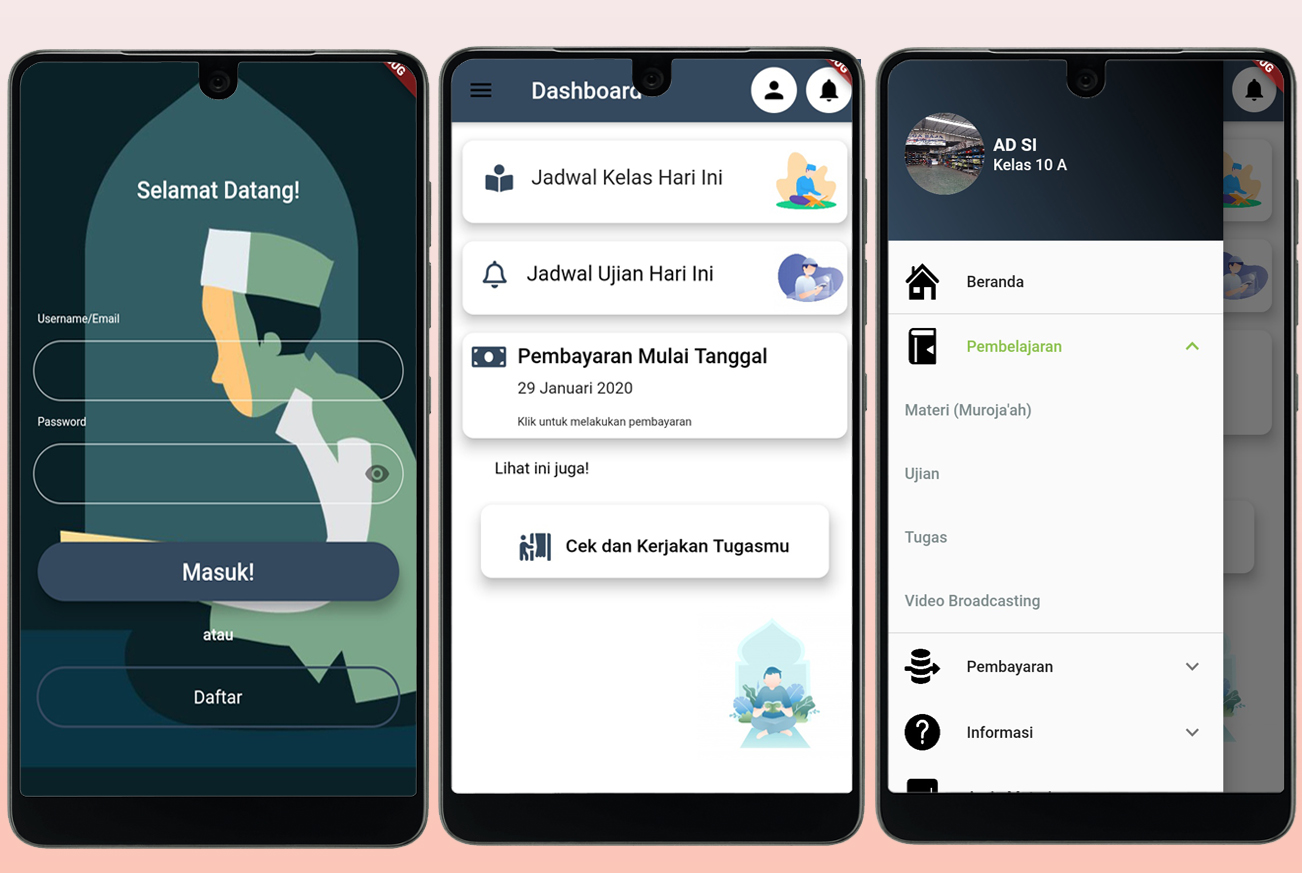 Selamat Datang!
Username/Email
Password
Masuk!
atau
Daftar
Dashboard
Jadwal Kelas Hari Ini
Jadwal Ujian Hari Ini
Pembayaran Mulai Tanggal
29 Januari 2020
Klik untuk melakukan pembayaran
Lihat ini juga!
Cek dan Kerjakan Tugasmu
AD SI
Kelas 10 A
Beranda
Pembelajaran
Materi (Muroja'ah)
Ujian
Tugas
Video Broadcasting
Pembayaran
Informasi